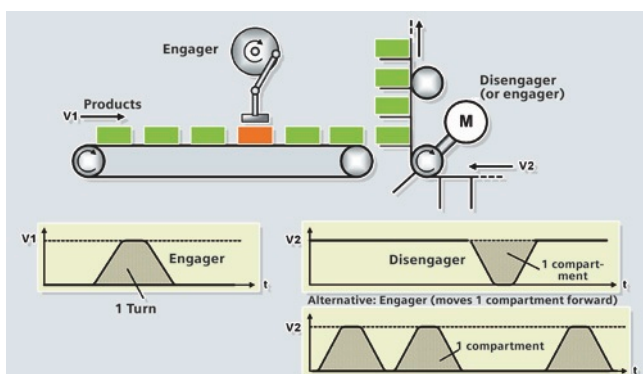 Engager
Products
V1
Disengager
(or engager)
M
V2
V1
Engager
1 Turn
t
V2
Disengager
1 compart-
ment
t
Alternative: Engager (moves 1 compartment forward)
V2
1 compartment
t